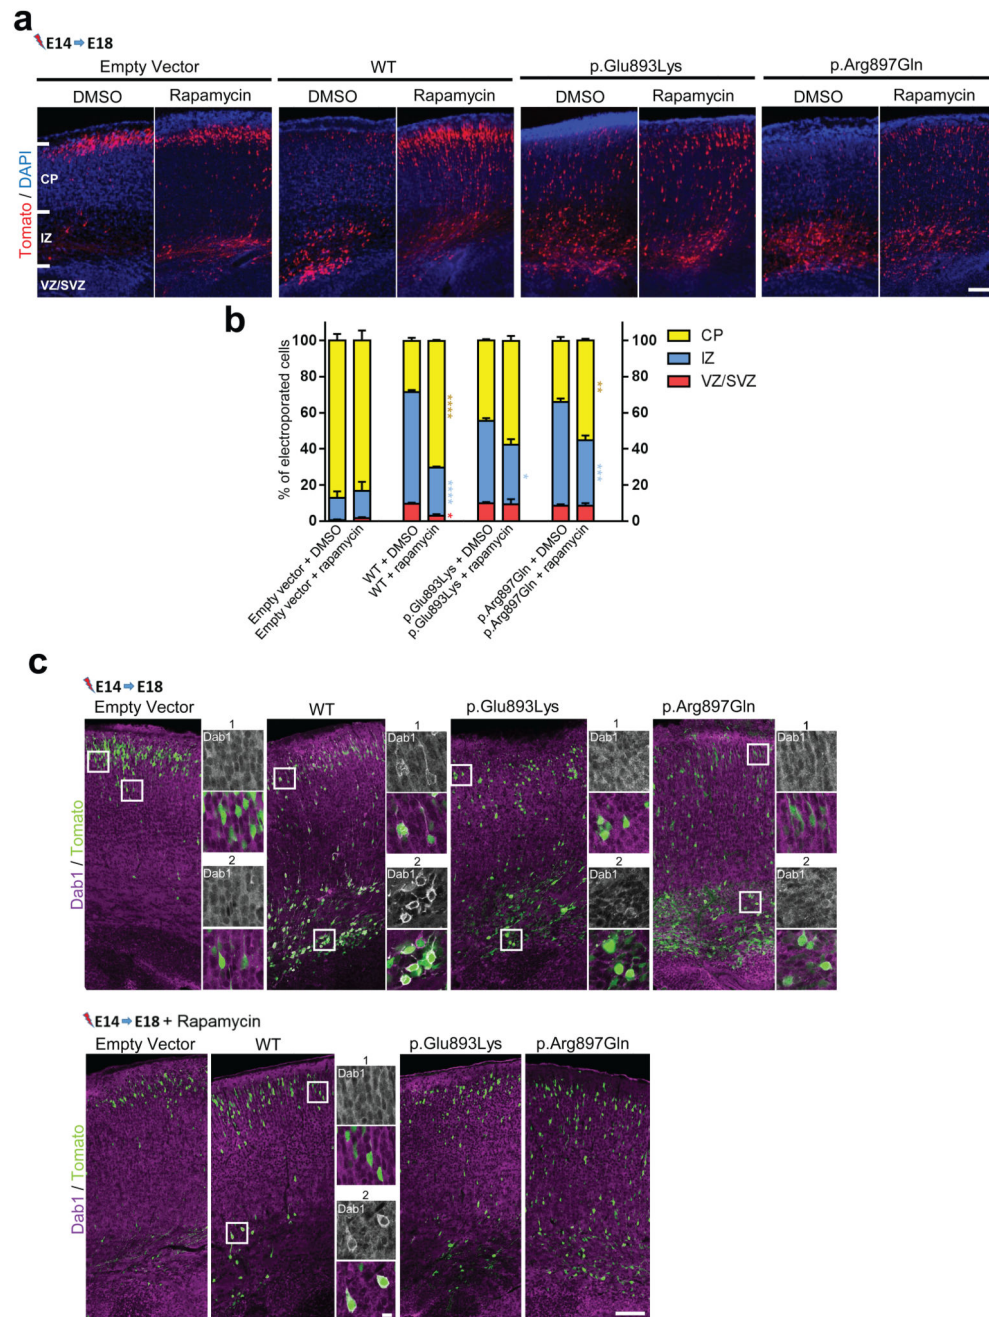 a
E14 E18
Empty Vector WT p.Glu893Lys p.Arg897Gln
DMSO Rapamycin DMSO Rapamycin DMSO Rapamycin DMSO Rapamycin
Tomato / DAPI
CP
IZ
VZ/SVZ
b
% of electroporated cells
100 100
80 80
60 60
40 40
20 20
0 0
CP
IZ
VZ/SVZ
****
****
*
*
**
***
Empty vector + DMSO
Empty vector + rapamycin
WT + DMSO
WT + rapamycin
p.Glu893Lys + DMSO
p.Glu893Lys + rapamycin
p.Arg897Gln + DMSO
p.Arg897Gln + rapamycin
c
E14 E18
Empty Vector WT p.Glu893Lys p.Arg897Gln
Dab1 / Tomato
1 1 1 1
Dab1 Dab1 Dab1 Dab1
2 2 2 2
Dab1 Dab1 Dab1 Dab1
E14 E18 + Rapamycin
Empty Vector WT p.Glu893Lys p.Arg897Gln
Dab1 / Tomato
1
Dab1
2
Dab1